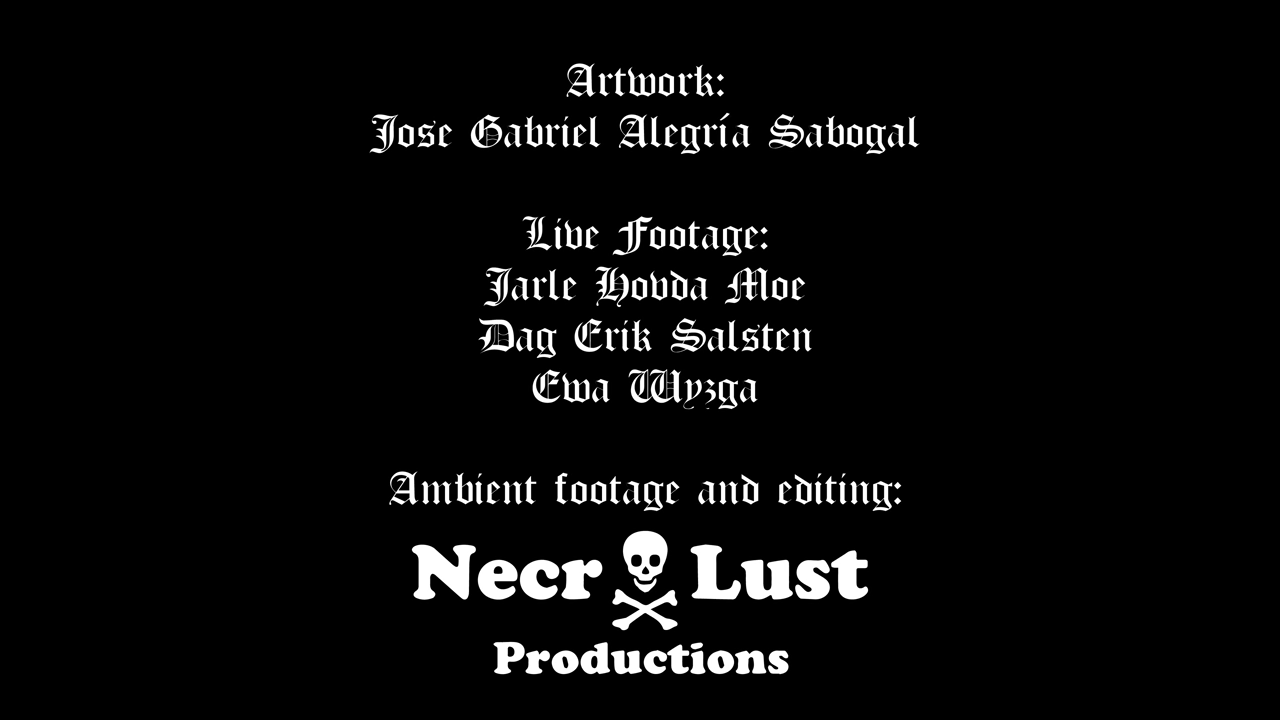 Artwork:
Jose Gabriel Alegría Sabogal
Live Footage:
Jarle Hovda Moe
Dag Erik Salsten
Ewa Wyzga
Ambient footage and editing:
Necr Lust
Productions